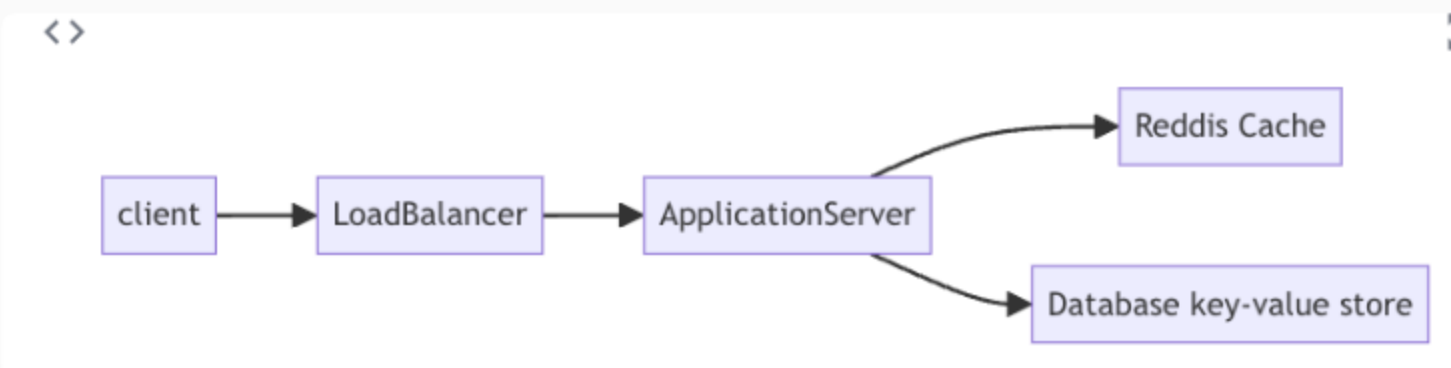 <>
Reddis Cache
client
LoadBalancer
ApplicationServer
Database key-value store